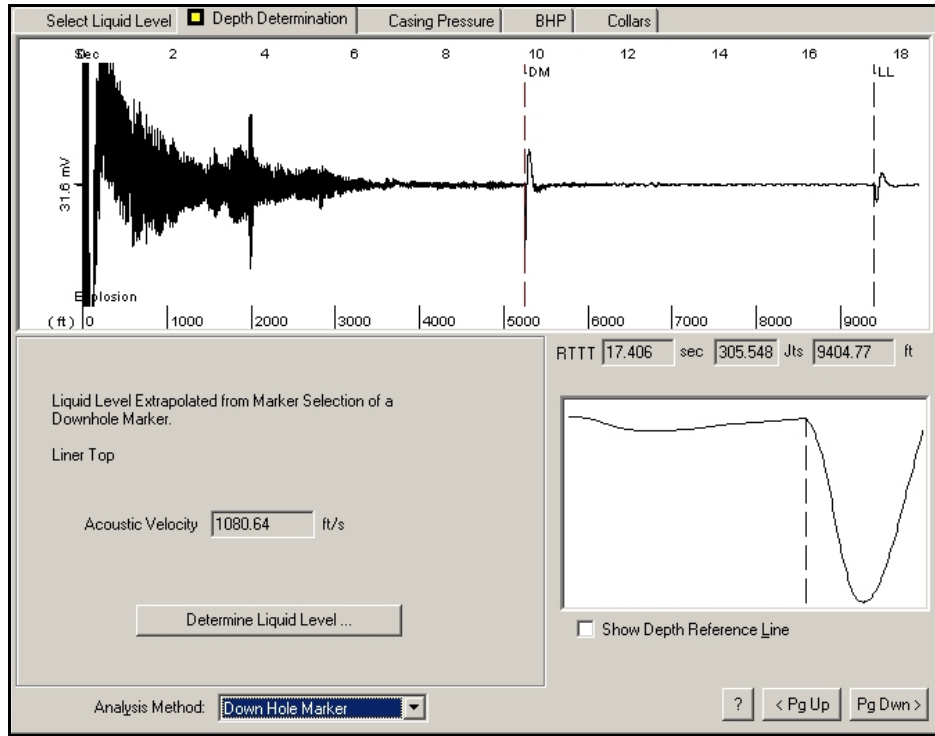 Select Liquid Level Depth Determination Casing Pressure BHP Collars
Sec 2 4 6 8 10 12 14 16 18
DM LL
31.6 mV
Explosion
(ft) 0 1000 2000 3000 4000 5000 6000 7000 8000 9000
RTTT 17.406 sec 305.548 Jts 9404.77 ft
Liquid Level Extrapolated from Marker Selection of a
Downhole Marker.
Liner Top
Acoustic Velocity 1080.64 ft/s
Determine Liquid Level ...
Show Depth Reference Line
Analysis Method: Down Hole Marker
? < Pg Up Pg Dwn >